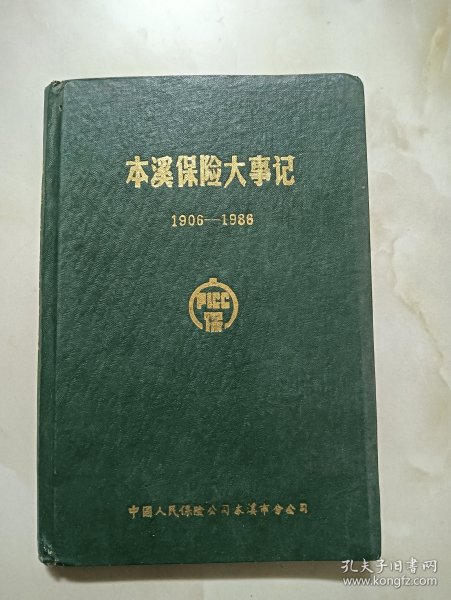 本溪保险大事记
1906—1986
PICC
保
中国人民保险公司本溪市分公司
孔夫子旧书网
www.kongfz.com